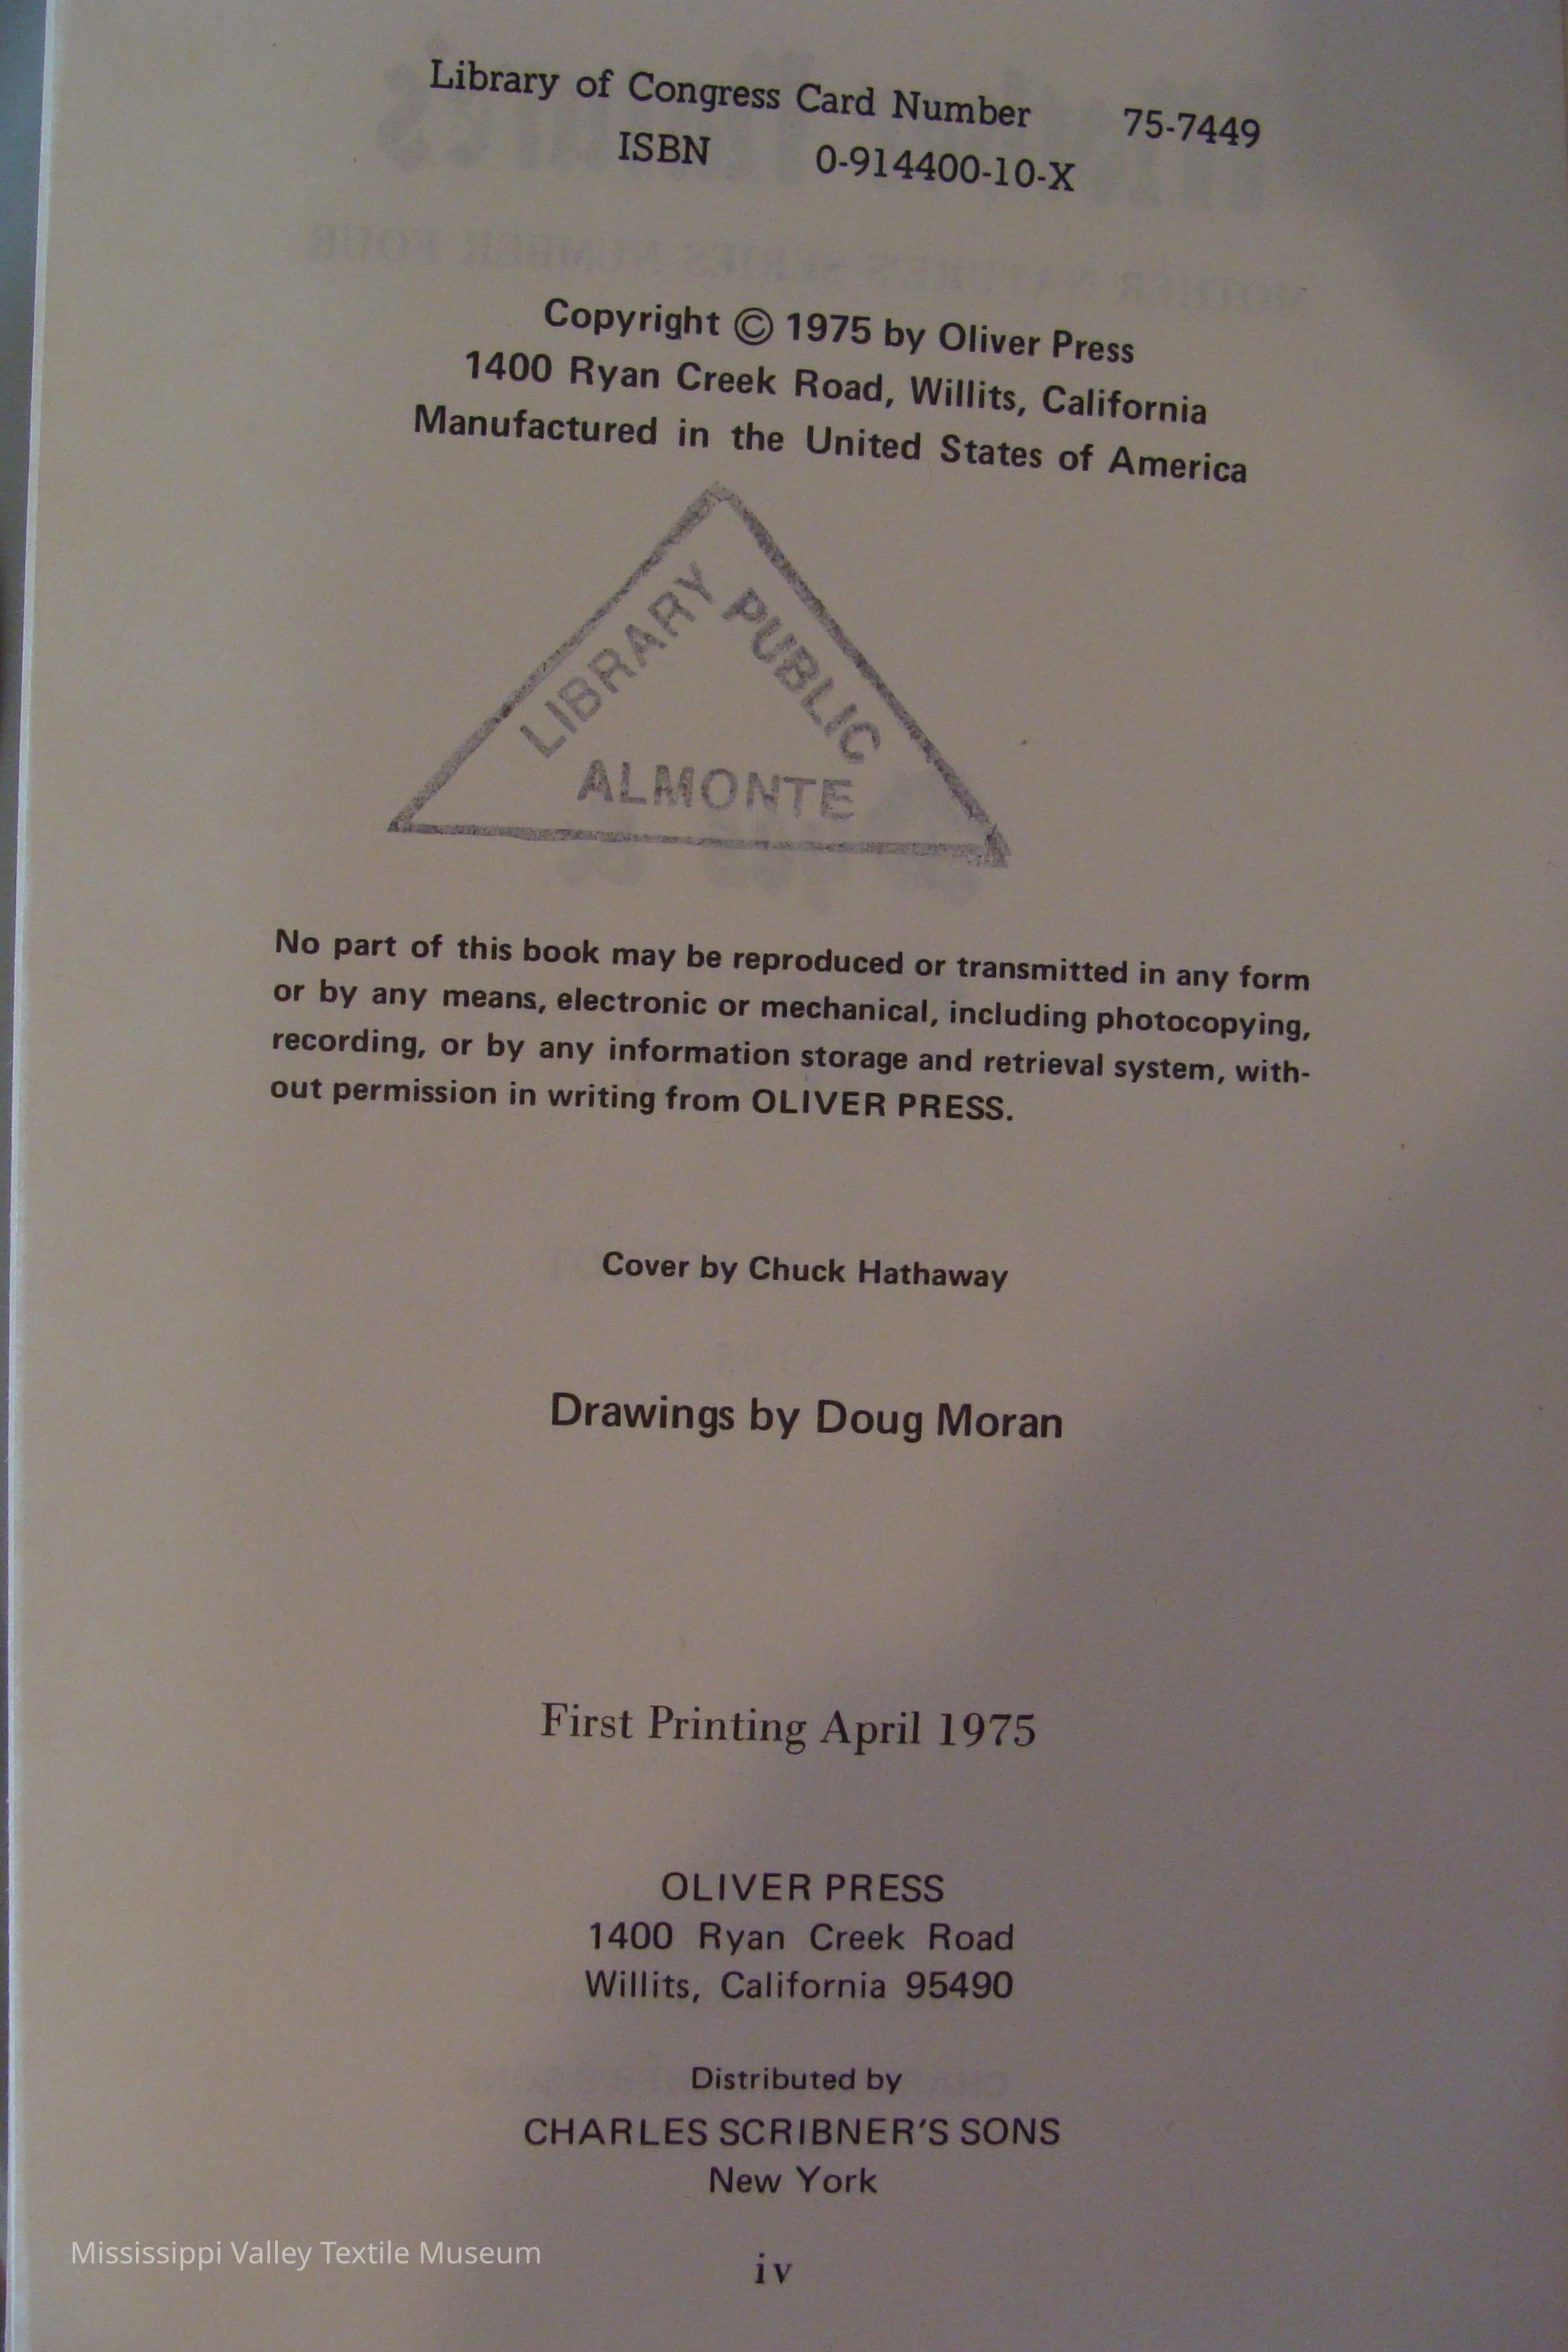 Library of Congress Card Number 75-7449
ISBN 0-914400-10-X
MOTHER NATURE'S SERIES NUMBER FOUR
Copyright © 1975 by Oliver Press
1400 Ryan Creek Road, Willits, California
Manufactured in the United States of America
LIBRARY
PUBLIC
ALMONTE
No part of this book may be reproduced or transmitted in any form
or by any means, electronic or mechanical, including photocopying,
recording, or by any information storage and retrieval system, with-
out permission in writing from OLIVER PRESS.
Cover by Chuck Hathaway
Drawings by Doug Moran
First Printing April 1975
OLIVER PRESS
1400 Ryan Creek Road
Willits, California 95490
Distributed by
CHARLES SCRIBNER'S SONS
New York
Mississippi Valley Textile Museum
iv